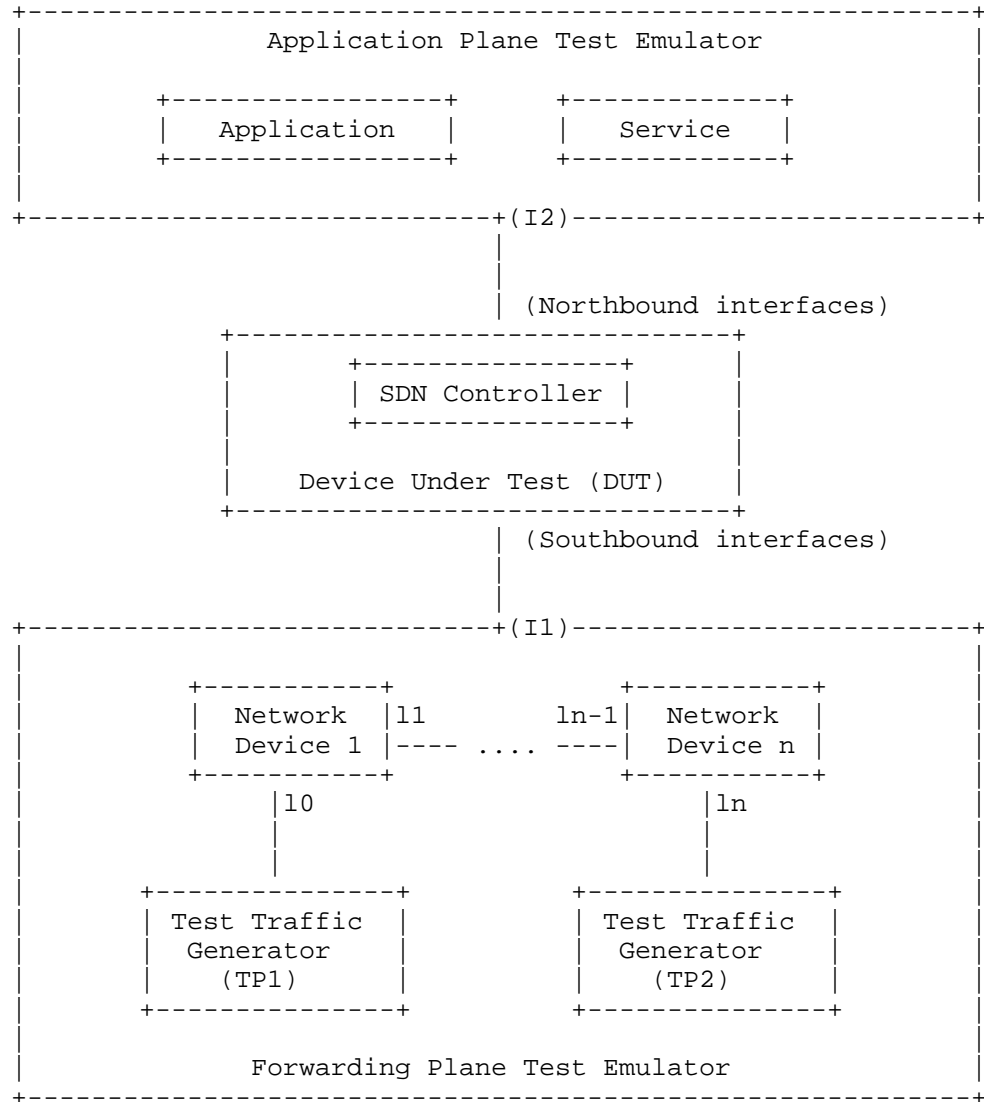 Application Plane Test Emulator
Application Service
(I2)
(Northbound interfaces)
SDN Controller
Device Under Test (DUT)
(Southbound interfaces)
(I1)
Network l1 ln-1 Network
Device 1 .... Device n
l0 ln
Test Traffic Test Traffic
Generator Generator
(TP1) (TP2)
Forwarding Plane Test Emulator